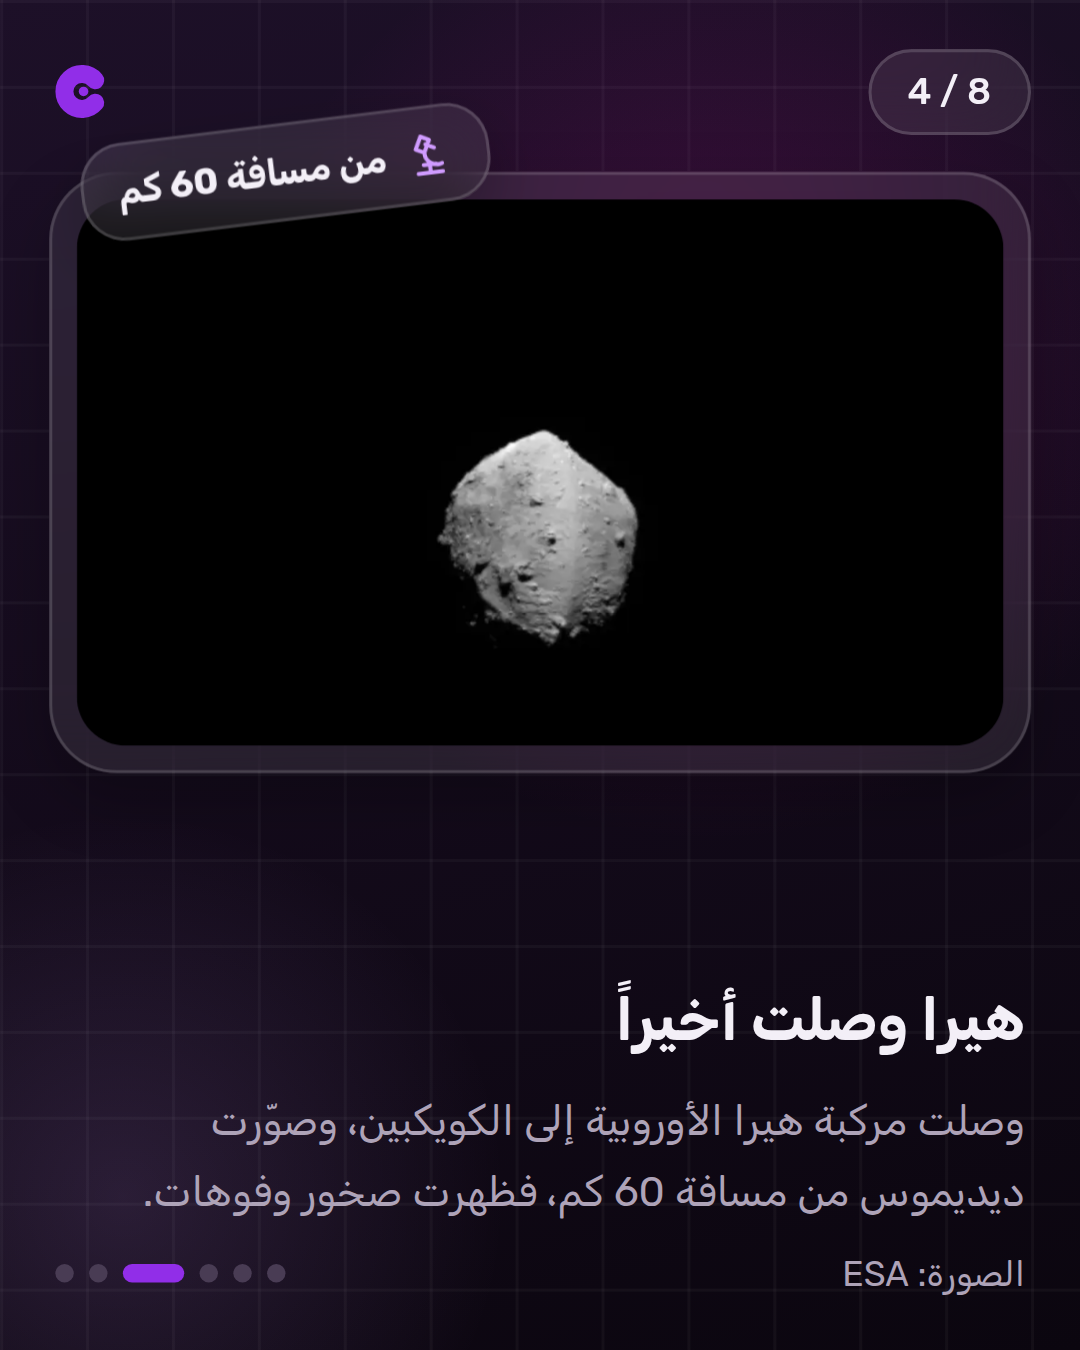 4 / 8
من مسافة 60 كم
هيرا وصلت أخيراً
وصلت مركبة هيرا الأوروبية إلى الكويكبين، وصوّرت
ديديموس من مسافة 60 كم، فظهرت صخور وفوهات.
الصورة: ESA